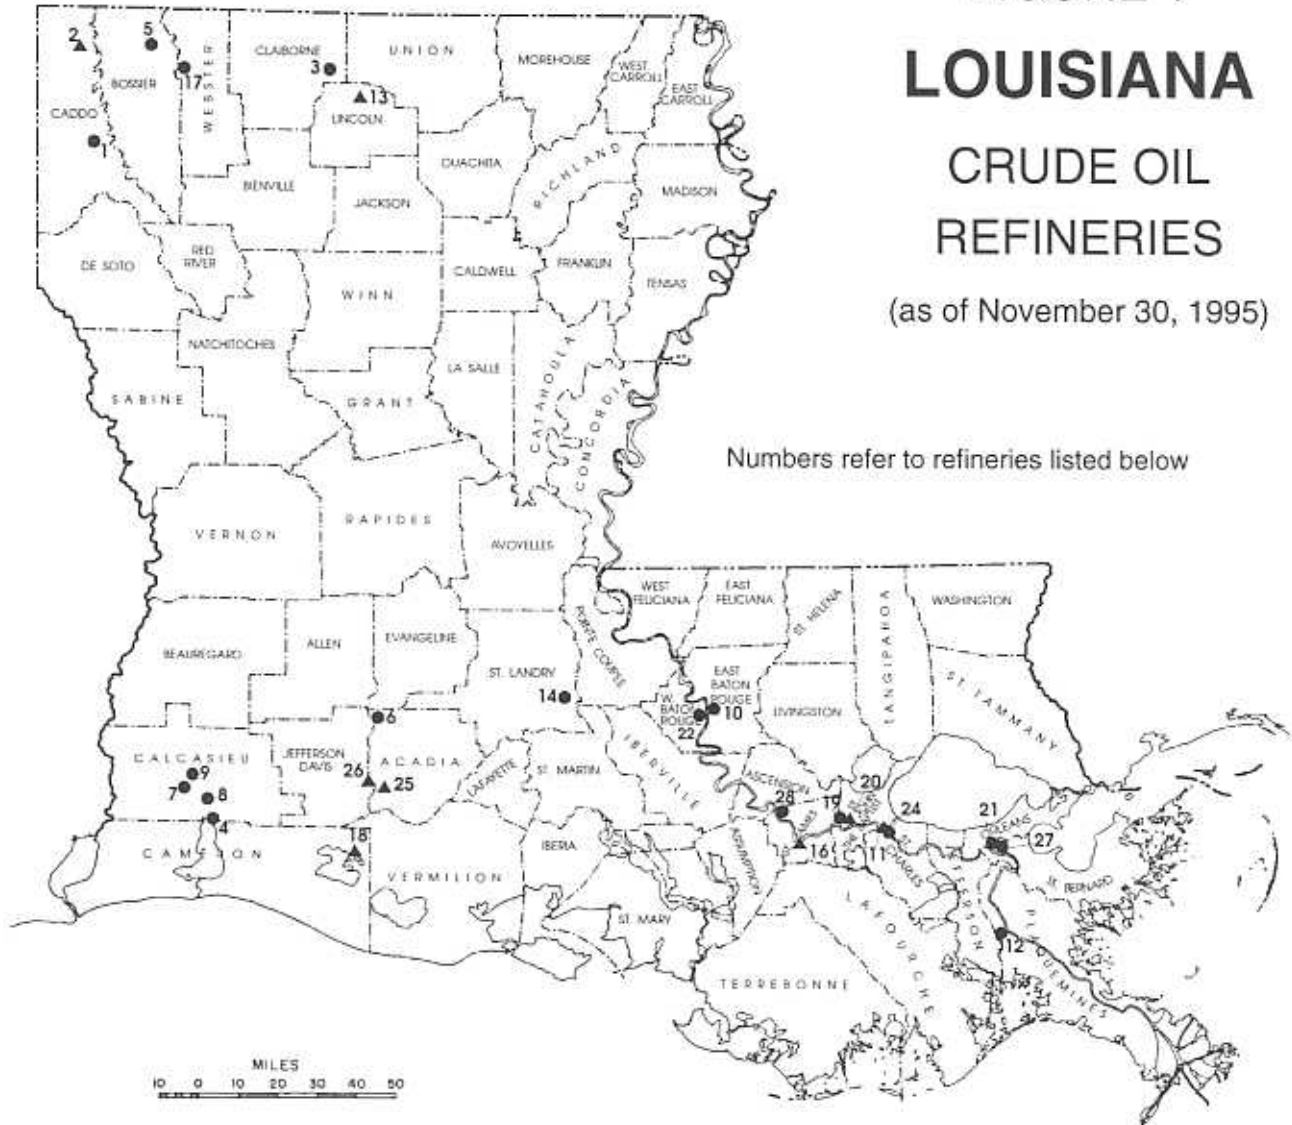 LOUISIANA
CRUDE OIL
REFINERIES
(as of November 30, 1995)
Numbers refer to refineries listed below
2
5
17
3
13
1
CADDO
BOSSIER
WEBSTER
CLAIBORNE
UNION
LINCOLN
MOREHOUSE
WEST
CARROLL
EAST
CARROLL
BIENVILLE
JACKSON
OUACHITA
RICHLAND
MADISON
DE SOTO
RED
RIVER
WINN
CALDWELL
FRANKLIN
TENSAS
NATCHITOCHES
SABINE
GRANT
LA SALLE
CATAHOULA
CONCORDIA
VERNON
RAPIDES
AVOYELLES
WEST
FELICIANA
EAST
FELICIANA
ST. HELENA
TANGIPAHOA
WASHINGTON
BEAUREGARD
ALLEN
EVANGELINE
ST. LANDRY
14
POINTE COUPEE
W.
BATON
ROUGE
22
EAST
BATON
ROUGE
10
LIVINGSTON
ST. TAMMANY
6
CALCASIEU
9
7
8
4
JEFFERSON
DAVIS
26
ACADIA
25
LAFAYETTE
ST. MARTIN
IBERVILLE
ASCENSION
28
19
20
24
21
ORLEANS
27
CAMERON
18
VERMILION
IBERIA
ST. MARY
ASSUMPTION
16
11
ST. CHARLES
JEFFERSON
ST. BERNARD
12
PLAQUEMINES
LAFOURCHE
TERREBONNE
MILES
10 0 10 20 30 40 50